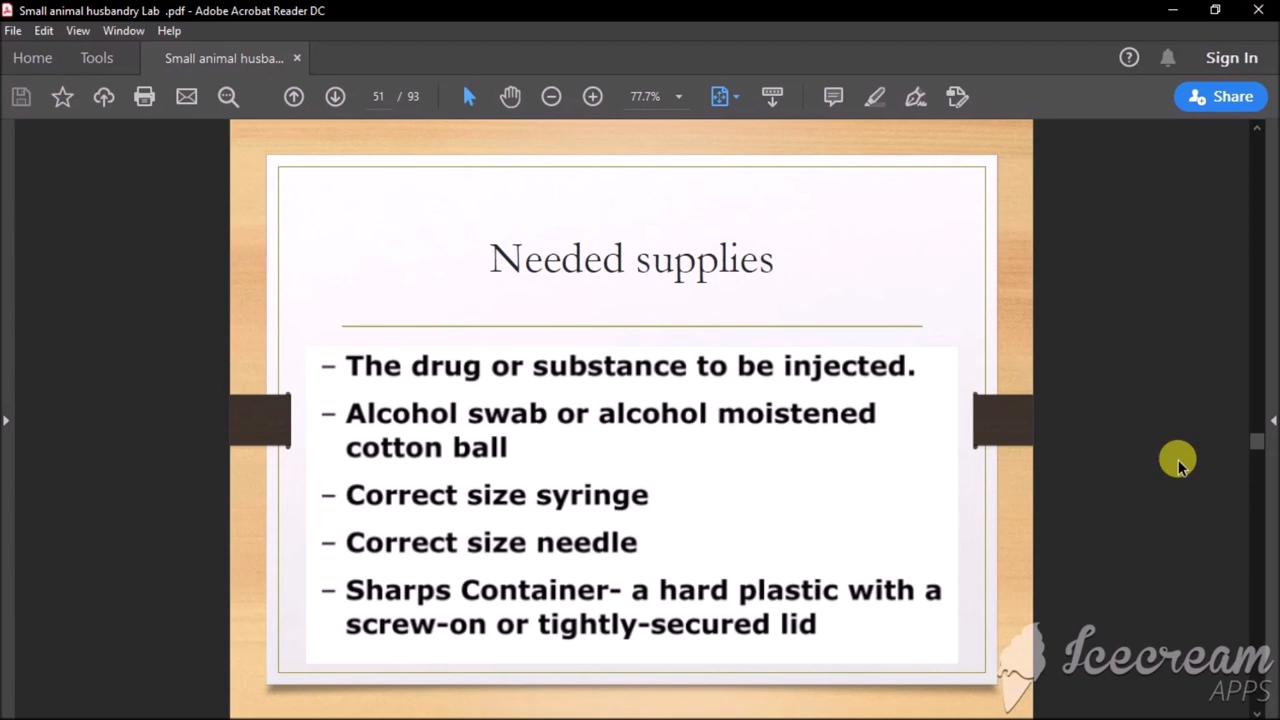 Small animal husbandry Lab .pdf - Adobe Acrobat Reader DC
File Edit View Window Help
Home Tools Small animal husba... Sign In
51 / 93 77.7% Share
Needed supplies
– The drug or substance to be injected.
– Alcohol swab or alcohol moistened
cotton ball
– Correct size syringe
– Correct size needle
– Sharps Container- a hard plastic with a
screw-on or tightly-secured lid
Icecream
APPS